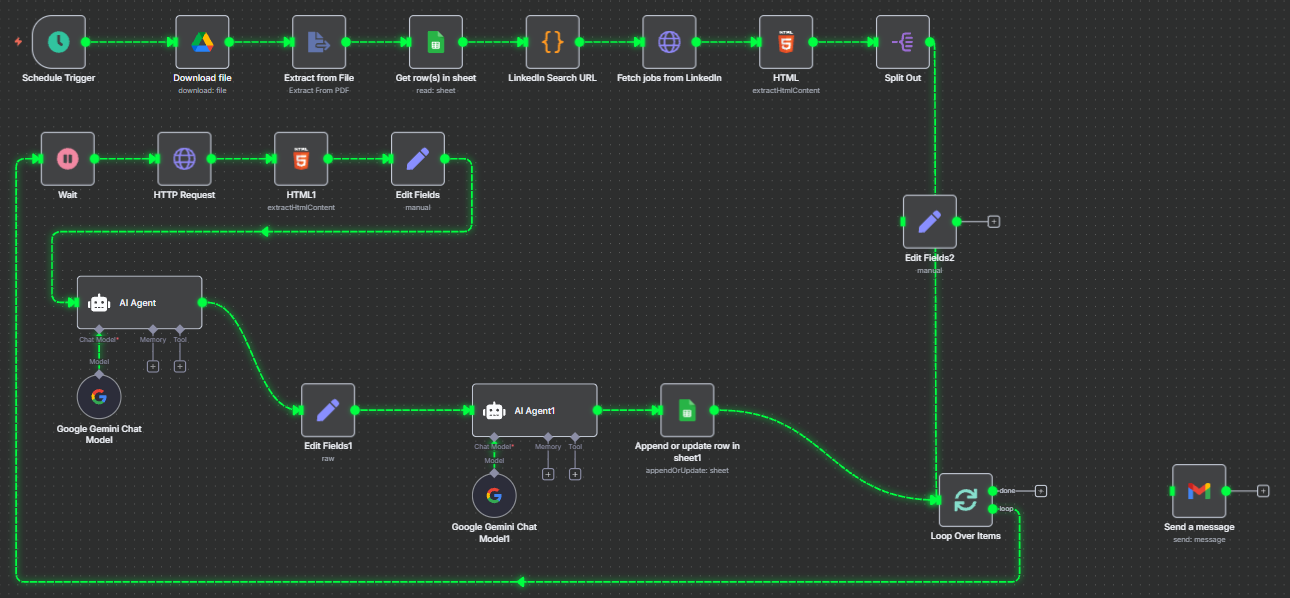 Schedule Trigger
Download file
download: file
Extract from File
Extract From PDF
Get row(s) in sheet
read: sheet
LinkedIn Search URL
Fetch jobs from LinkedIn
HTML
HTML
extractHtmlContent
Split Out
Wait
HTTP Request
HTML
HTML1
extractHtmlContent
Edit Fields
manual
Edit Fields2
manual
AI Agent
Chat Model*
Memory
Tool
Model
Google Gemini Chat
Model
Edit Fields1
raw
AI Agent1
Chat Model*
Memory
Tool
Model
Google Gemini Chat
Model1
Append or update row in
sheet1
appendOrUpdate: sheet
done
loop
Loop Over Items
Send a message
send: message